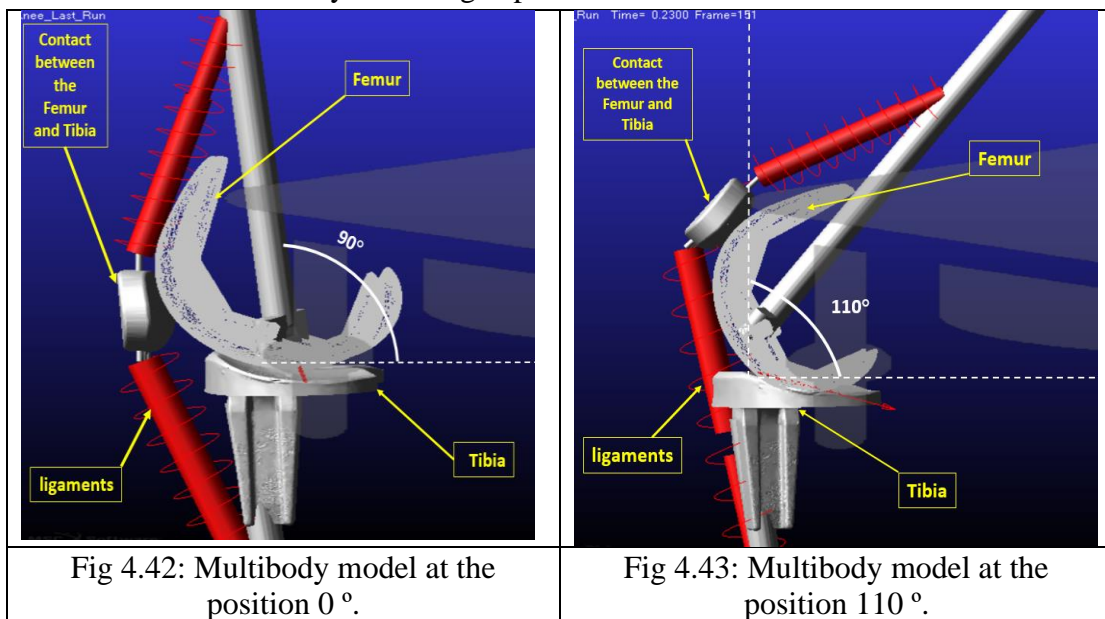 Knee_Last_Run
Contact
between
the
Femur
and Tibia
Femur
90°
ligaments
Tibia
_Run Time= 0.2300 Frame=151
Contact
between the
Femur and
Tibia
Femur
110°
ligaments
Tibia
Fig 4.42: Multibody model at the
position 0 º.
Fig 4.43: Multibody model at the
position 110 º.